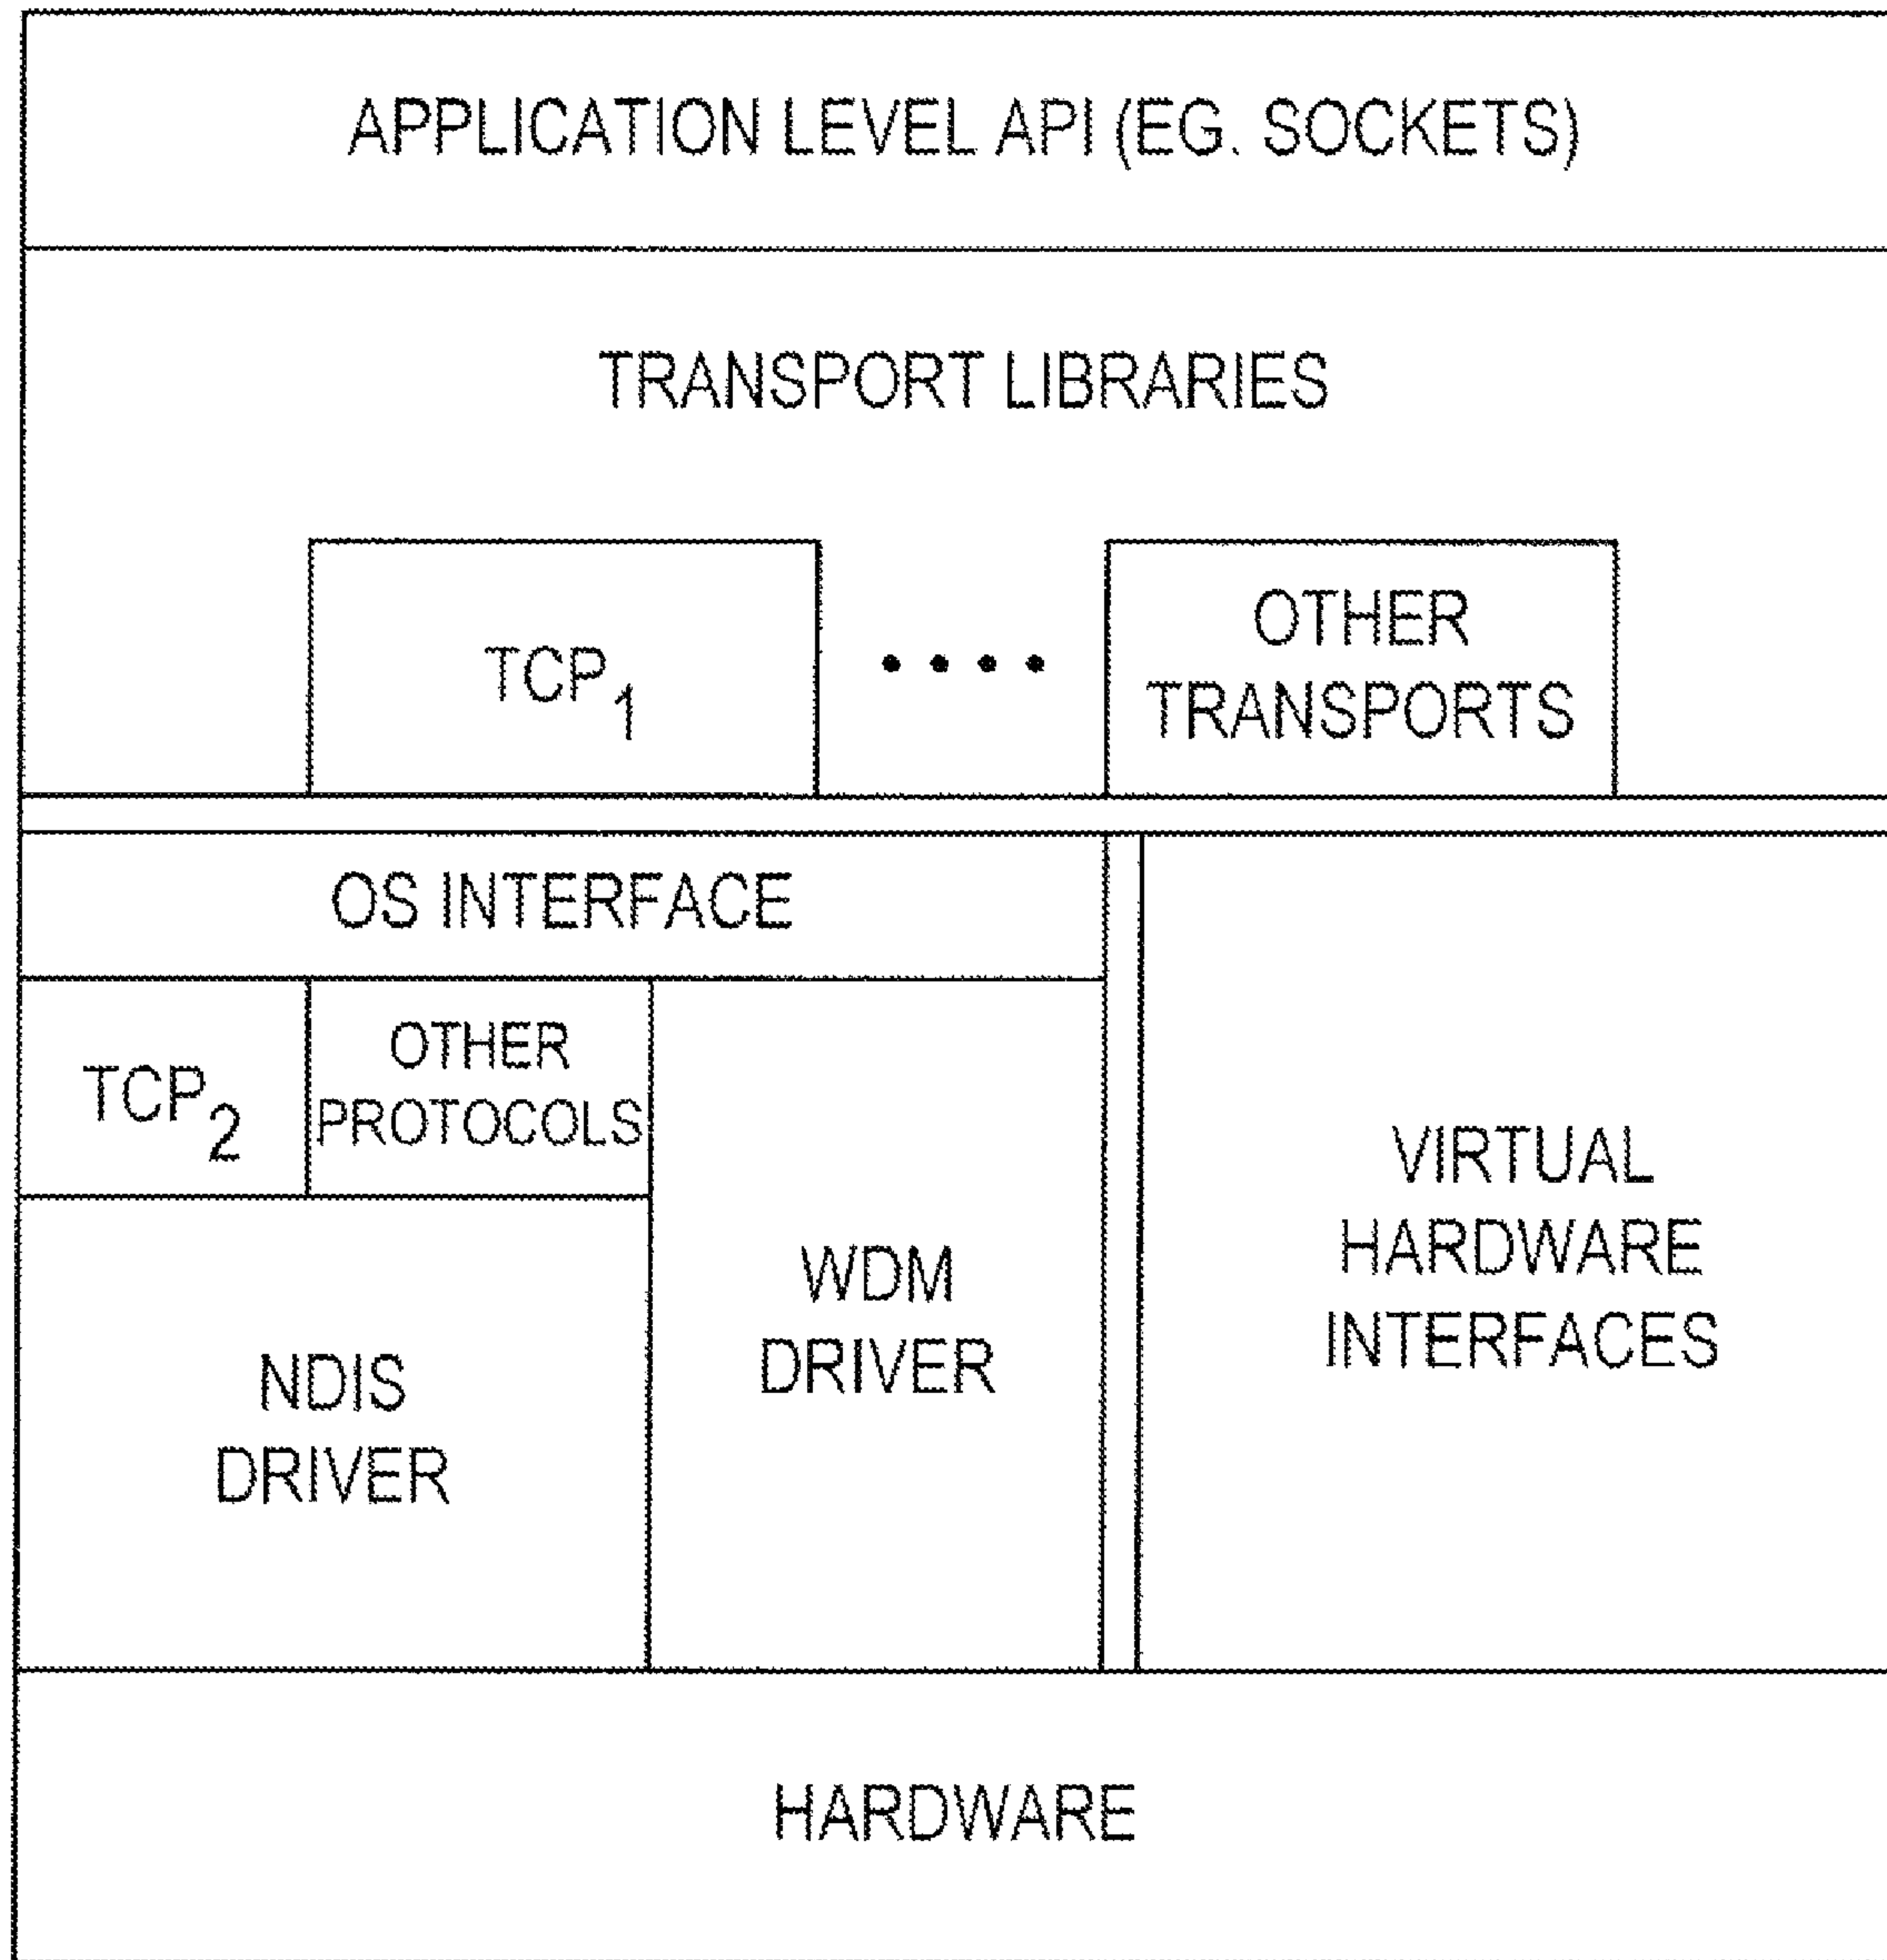 APPLICATION LEVEL API (EG. SOCKETS)
TRANSPORT LIBRARIES
TCP₁
OTHER
TRANSPORTS
OS INTERFACE
TCP₂
OTHER
PROTOCOLS
NDIS
DRIVER
WDM
DRIVER
VIRTUAL
HARDWARE
INTERFACES
HARDWARE